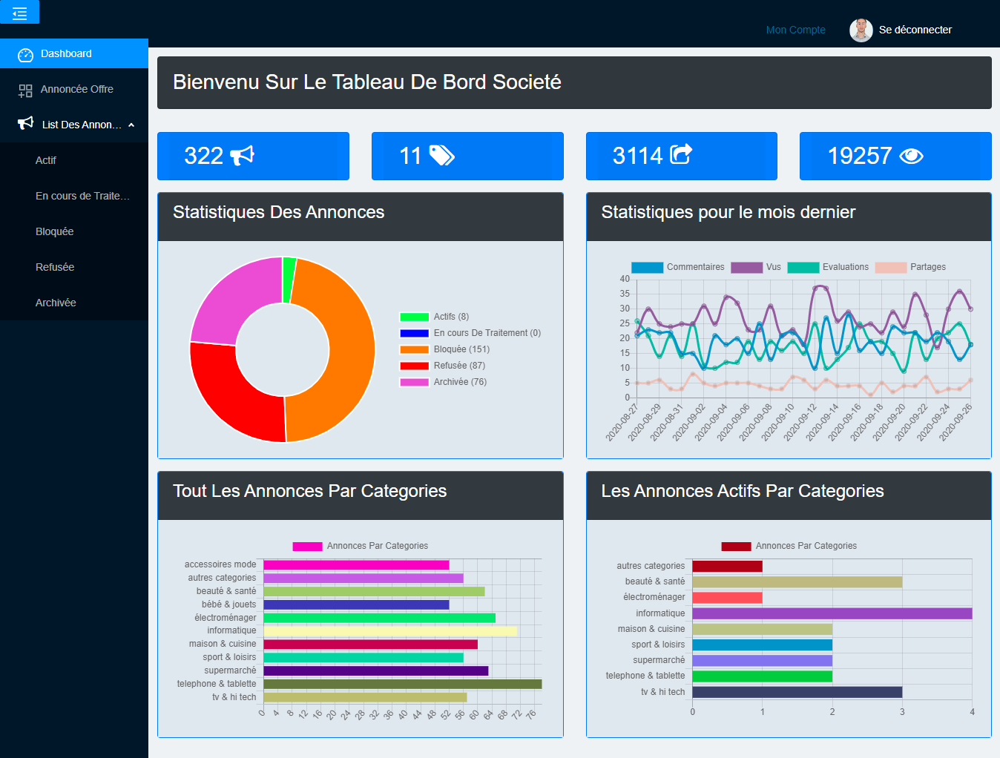 Mon Compte
Se déconnecter
Dashboard
Annoncée Offre
List Des Annon...
Actif
En cours de Traite...
Bloquée
Refusée
Archivée
Bienvenu Sur Le Tableau De Bord Societé
322
11
3114
19257
Statistiques Des Annonces
Actifs (8)
En cours De Traitement (0)
Bloquée (151)
Refusée (87)
Archivée (76)
Statistiques pour le mois dernier
Commentaires Vus Evaluations Partages
40
35
30
25
20
15
10
5
0
2020-08-27 2020-08-29 2020-08-31 2020-09-02 2020-09-04 2020-09-06 2020-09-08 2020-09-10 2020-09-12 2020-09-14 2020-09-16 2020-09-18 2020-09-20 2020-09-22 2020-09-24 2020-09-26
Tout Les Annonces Par Categories
Annonces Par Categories
accessoires mode
autres categories
beauté & santé
bébé & jouets
électroménager
informatique
maison & cuisine
sport & loisirs
supermarché
telephone & tablette
tv & hi tech
0 4 8 12 16 20 24 28 32 36 40 44 48 52 56 60 64 68 72 76
Les Annonces Actifs Par Categories
Annonces Par Categories
autres categories
beauté & santé
électroménager
informatique
maison & cuisine
sport & loisirs
supermarché
telephone & tablette
tv & hi tech
0 1 2 3 4